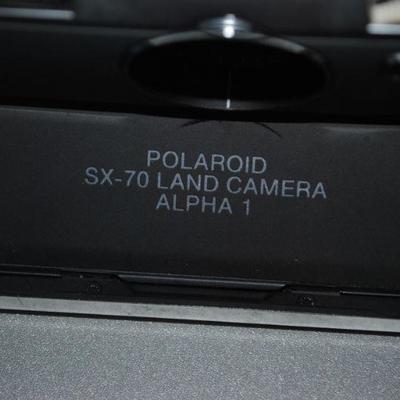 POLAROID
SX-70 LAND CAMERA
ALPHA 1